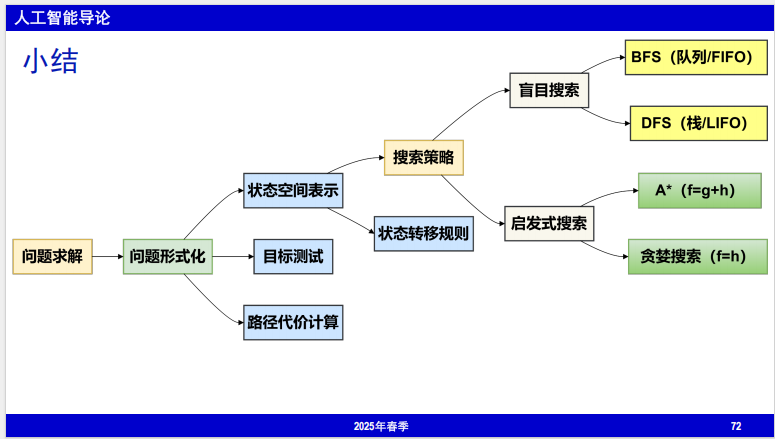 人工智能导论
小结
问题求解
问题形式化
状态空间表示
目标测试
路径代价计算
搜索策略
状态转移规则
盲目搜索
启发式搜索
BFS（队列/FIFO）
DFS（栈/LIFO）
A*（f=g+h）
贪婪搜索（f=h）
2025年春季
72